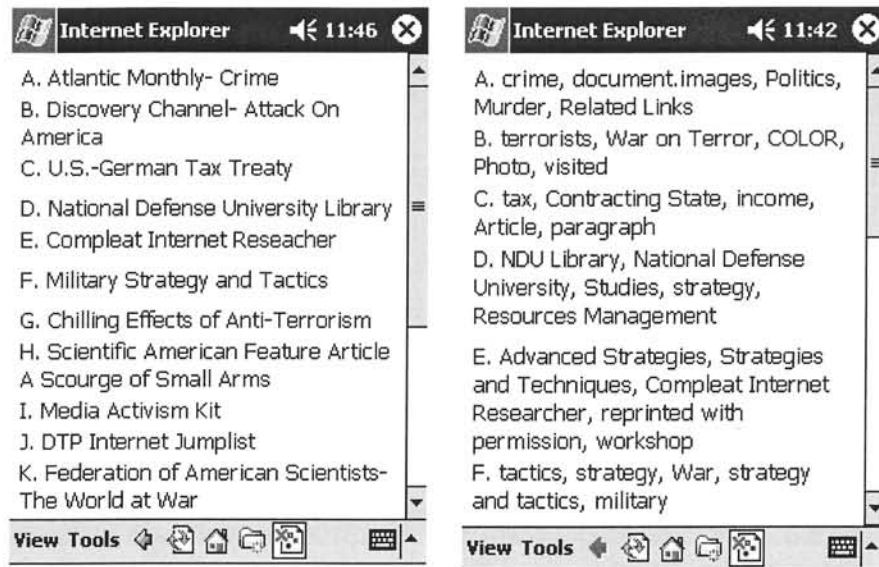 Internet Explorer 11:46
A. Atlantic Monthly- Crime
B. Discovery Channel- Attack On
America
C. U.S.-German Tax Treaty
D. National Defense University Library
E. Compleat Internet Reseacher
F. Military Strategy and Tactics
G. Chilling Effects of Anti-Terrorism
H. Scientific American Feature Article
A Scourge of Small Arms
I. Media Activism Kit
J. DTP Internet Jumplist
K. Federation of American Scientists-
The World at War
View Tools
Internet Explorer 11:42
A. crime, document.images, Politics,
Murder, Related Links
B. terrorists, War on Terror, COLOR,
Photo, visited
C. tax, Contracting State, income,
Article, paragraph
D. NDU Library, National Defense
University, Studies, strategy,
Resources Management
E. Advanced Strategies, Strategies
and Techniques, Compleat Internet
Researcher, reprinted with
permission, workshop
F. tactics, strategy, War, strategy
and tactics, military
View Tools